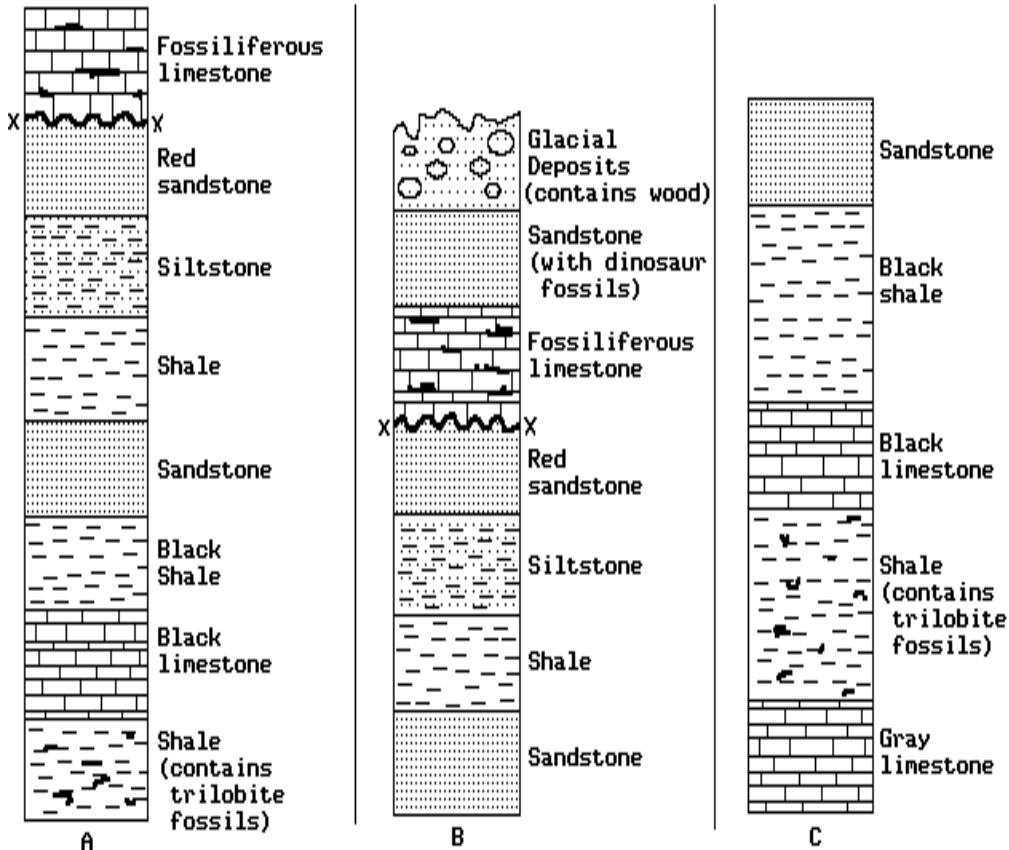 Fossiliferous
limestone
X X
Red
sandstone
Siltstone
Shale
Sandstone
Black
Shale
Black
limestone
Shale
(contains
trilobite
fossils)
A
Glacial
Deposits
(contains wood)
Sandstone
(with dinosaur
fossils)
Fossiliferous
limestone
X X
Red
sandstone
Siltstone
Shale
Sandstone
B
Sandstone
Black
shale
Black
limestone
Shale
(contains
trilobite
fossils)
Gray
limestone
C